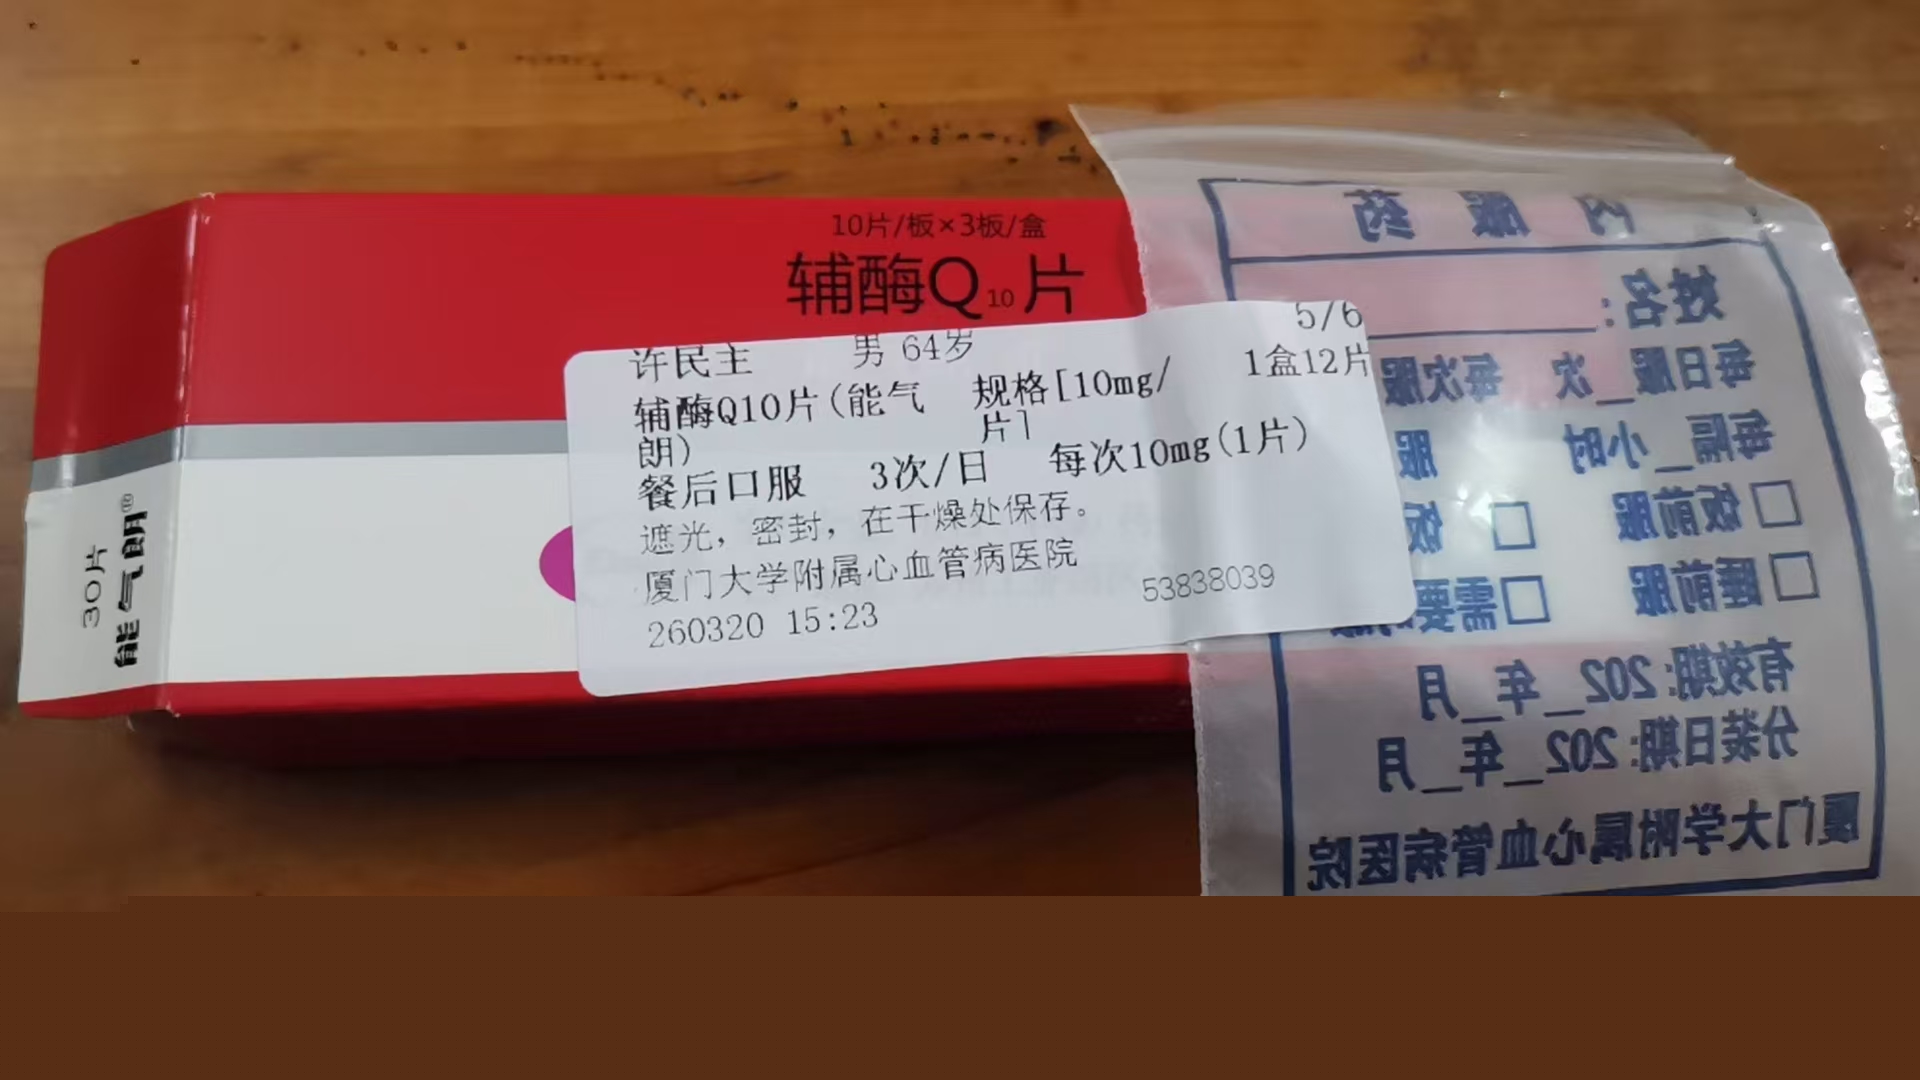 10片/板×3板/盒
辅酶Q10片
30片
能气朗®
5/6
许民主 男 64岁
辅酶Q10片(能气朗) 规格[10mg/片] 1盒12片
餐后口服 3次/日 每次10mg(1片)
遮光，密封，在干燥处保存。
厦门大学附属心血管病医院
260320 15:23 53838039
内服药
姓名:
每日服_次 每次服
每隔_小时 服
□饭前服 □饭
□睡前服 □需要时服
有效期: 202_年_月
分装日期: 202_年_月
厦门大学附属心血管病医院